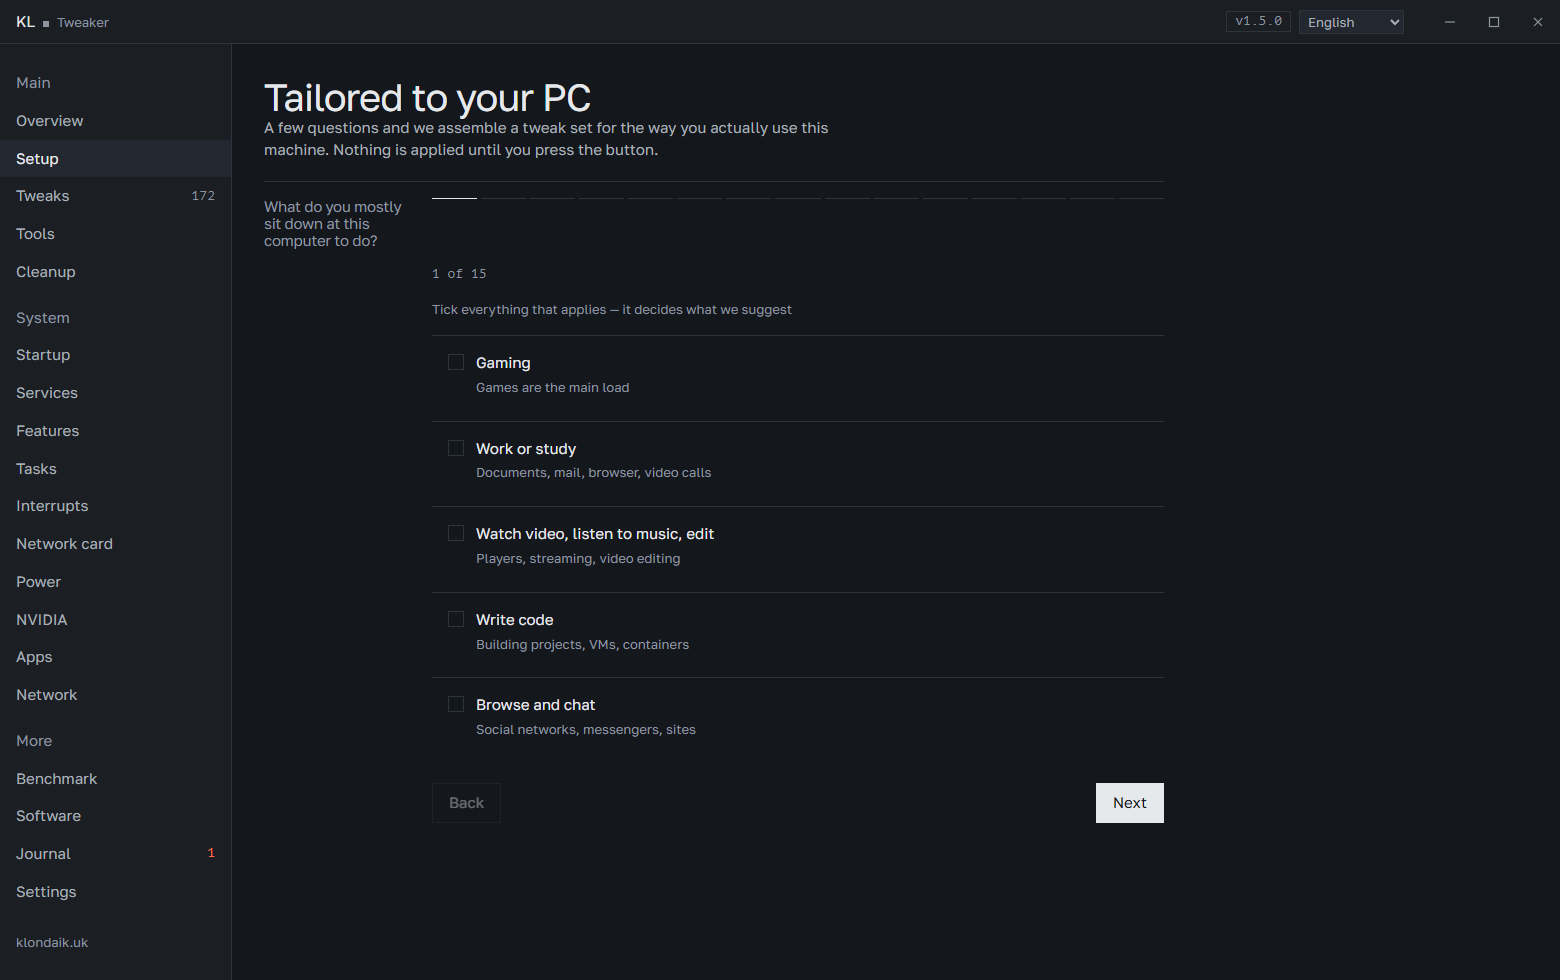 KL Tweaker
v1.5.0
English
Main
Overview
Setup
Tweaks 172
Tools
Cleanup
System
Startup
Services
Features
Tasks
Interrupts
Network card
Power
NVIDIA
Apps
Network
More
Benchmark
Software
Journal 1
Settings
klondaik.uk
Tailored to your PC
A few questions and we assemble a tweak set for the way you actually use this
machine. Nothing is applied until you press the button.
What do you mostly
sit down at this
computer to do?
1 of 15
Tick everything that applies — it decides what we suggest
Gaming
Games are the main load
Work or study
Documents, mail, browser, video calls
Watch video, listen to music, edit
Players, streaming, video editing
Write code
Building projects, VMs, containers
Browse and chat
Social networks, messengers, sites
Back
Next